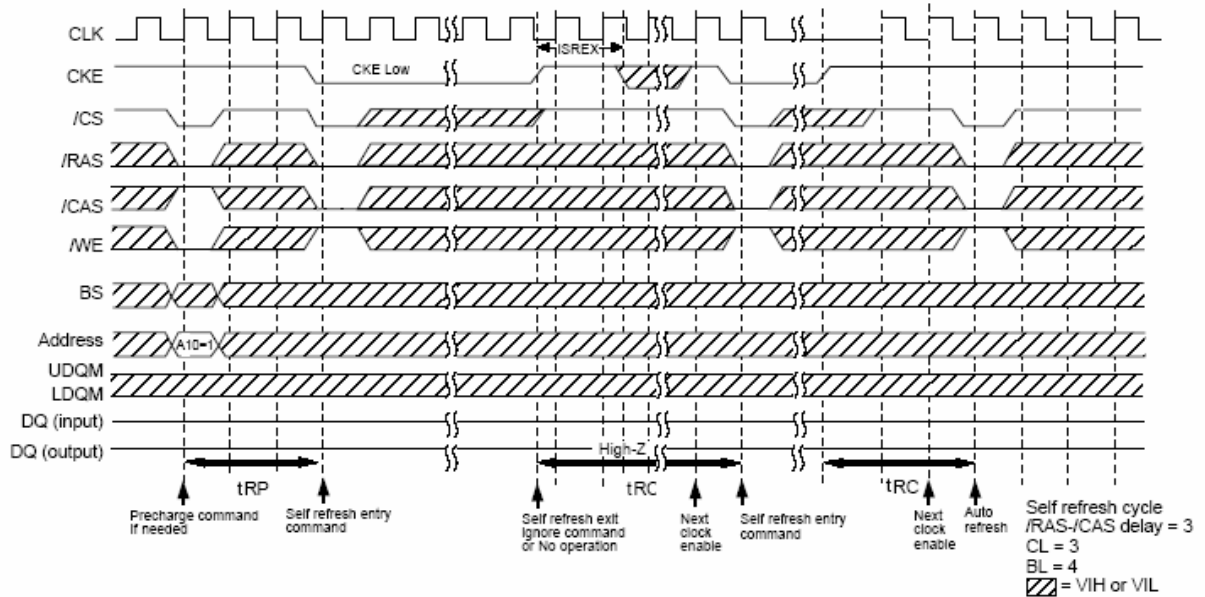 CLK
lSREX
CKE
CKE Low
/CS
/RAS
/CAS
/WE
BS
Address
A10=1
UDQM
LDQM
DQ (input)
DQ (output)
High-Z
tRP
tRC
tRC
Precharge command
If needed
Self refresh entry
command
Self refresh exit
Ignore command
or No operation
Next
clock
enable
Self refresh entry
command
Next
clock
enable
Auto
refresh
Self refresh cycle
/RAS-/CAS delay = 3
CL = 3
BL = 4
= VIH or VIL